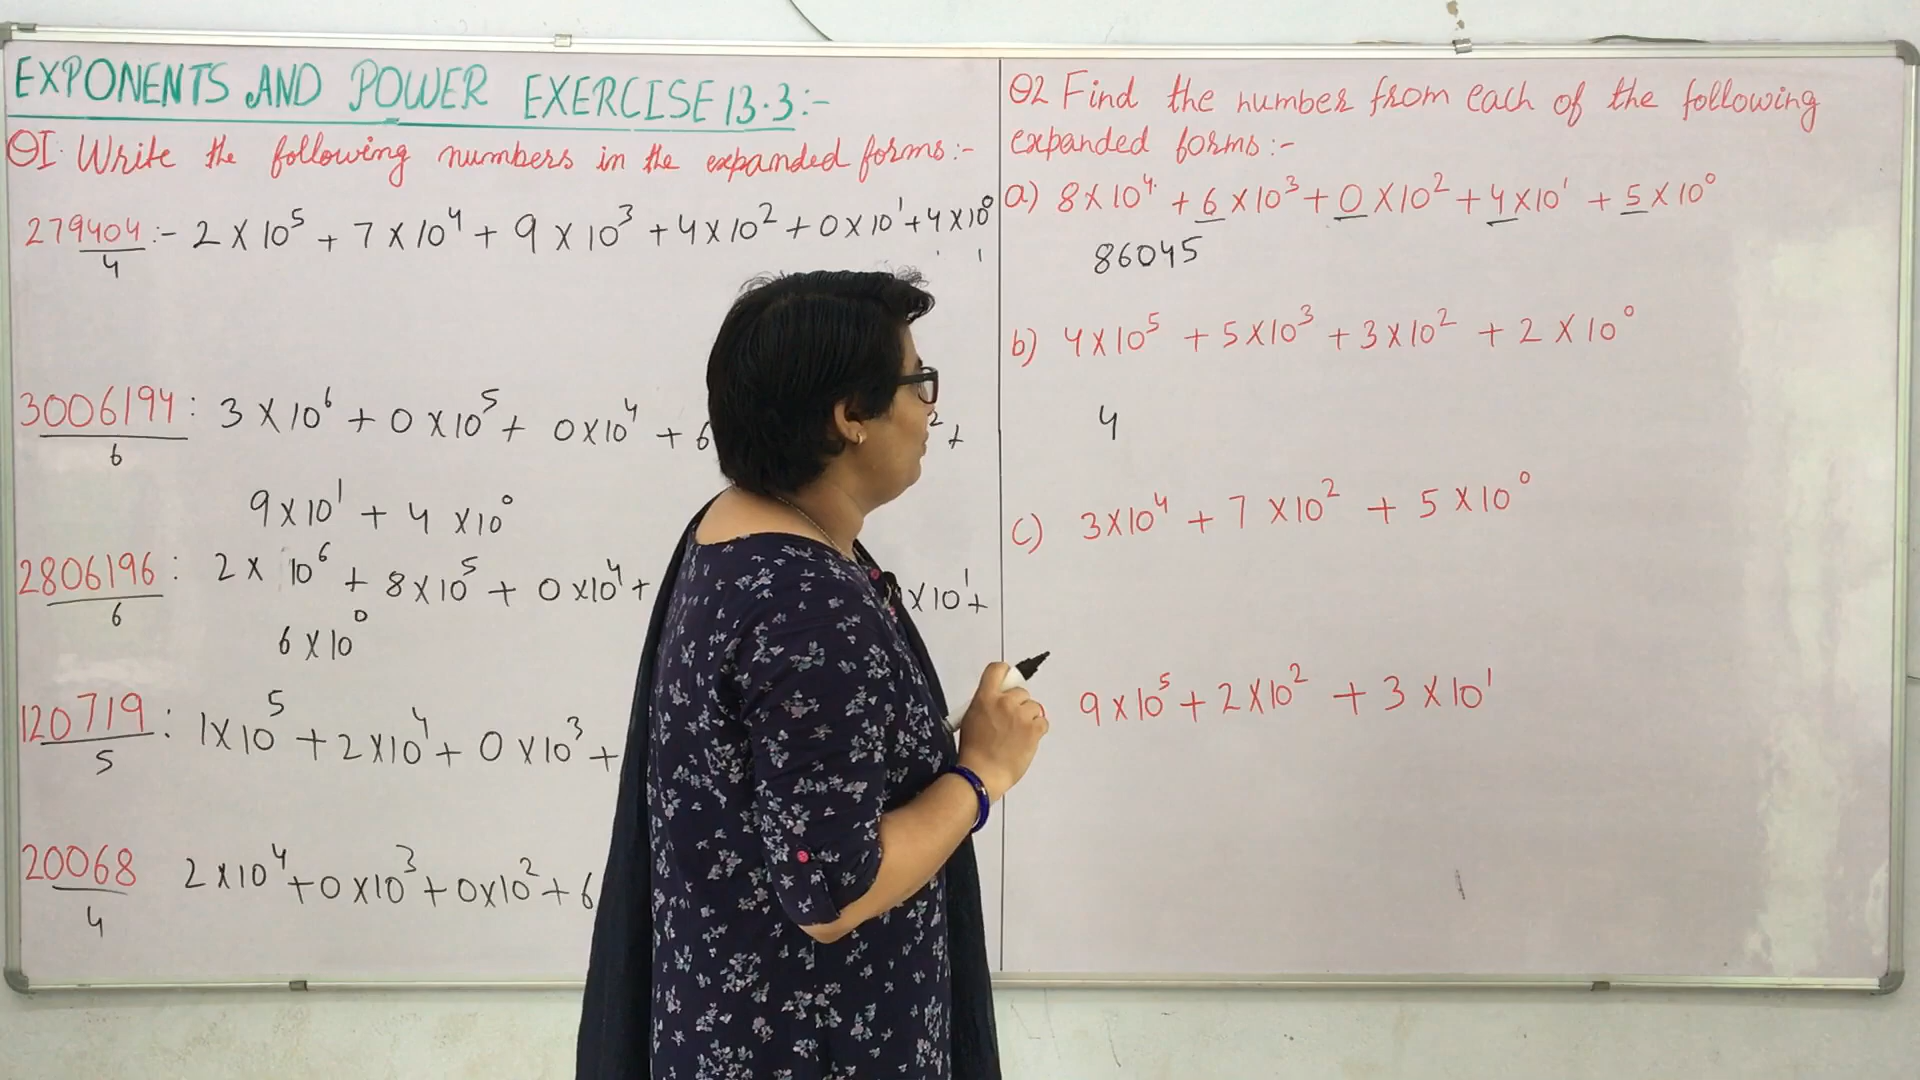 EXPONENTS AND POWER EXERCISE 13.3:-
QI. Write the following numbers in the expanded forms:-
279404:- 2 × 10⁵ + 7 × 10⁴ + 9 × 10³ + 4 × 10² + 0 × 10¹ + 4 × 10⁰
4
3006194: 3 × 10⁶ + 0 × 10⁵ + 0 × 10⁴ + 6 ² +
6
9 × 10¹ + 4 × 10⁰
2806196: 2 × 10⁶ + 8 × 10⁵ + 0 × 10⁴ + × 10¹ +
6
6 × 10⁰
120719: 1 × 10⁵ + 2 × 10⁴ + 0 × 10³ +
5
20068 2 × 10⁴ + 0 × 10³ + 0 × 10² + 6
4
Q2 Find the number from each of the following
expanded forms:-
a) 8 × 10⁴ + 6 × 10³ + 0 × 10² + 4 × 10¹ + 5 × 10⁰
86045
b) 4 × 10⁵ + 5 × 10³ + 3 × 10² + 2 × 10⁰
4
c) 3 × 10⁴ + 7 × 10² + 5 × 10⁰
9 × 10⁵ + 2 × 10² + 3 × 10¹